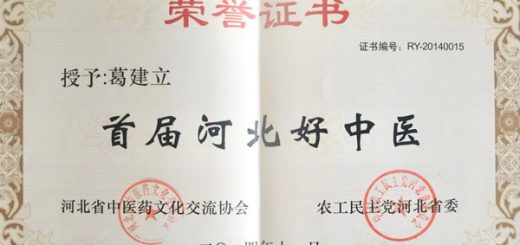 荣誉证书
证书编号：RY-20140015
授予:葛建立
首届河北好中医
河北省中医药文化交流协会 农工民主党河北省委